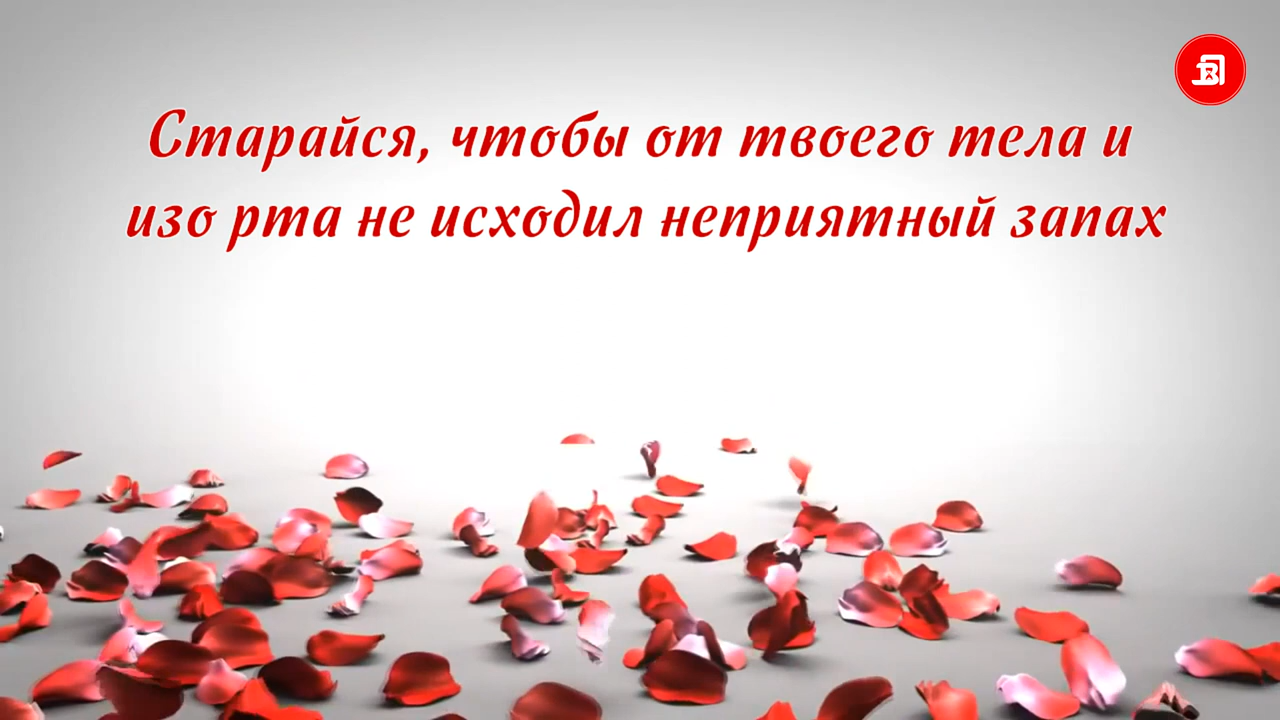 Старайся, чтобы от твоего тела и
изо рта не исходил неприятный запах